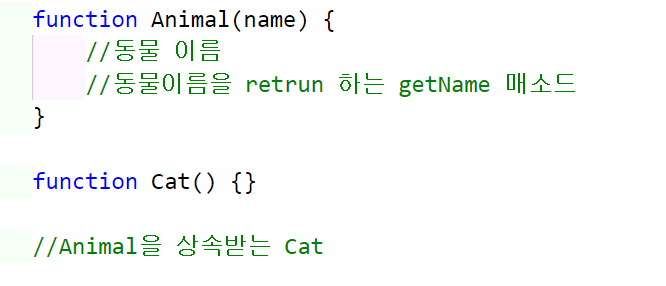 function Animal(name) {
//동물 이름
//동물이름을 retrun 하는 getName 매소드
}
function Cat() {}
//Animal을 상속받는 Cat